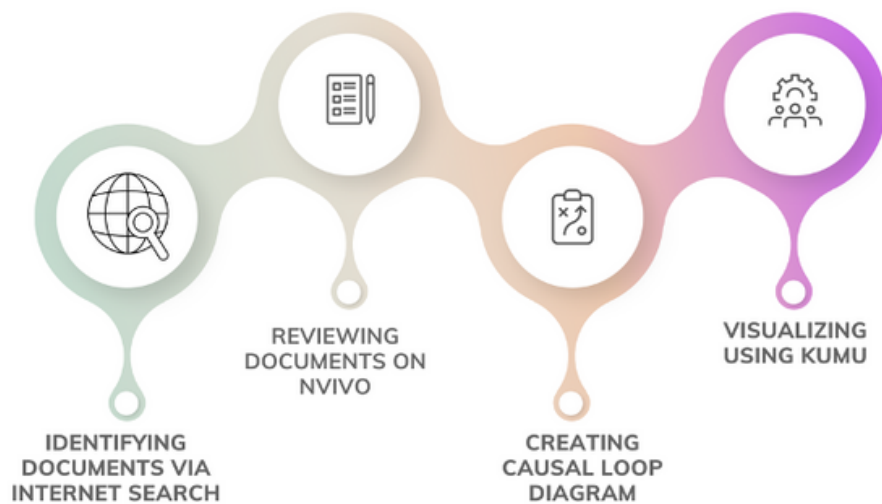 IDENTIFYING
DOCUMENTS VIA
INTERNET SEARCH
REVIEWING
DOCUMENTS ON
NVIVO
CREATING
CAUSAL LOOP
DIAGRAM
VISUALIZING
USING KUMU